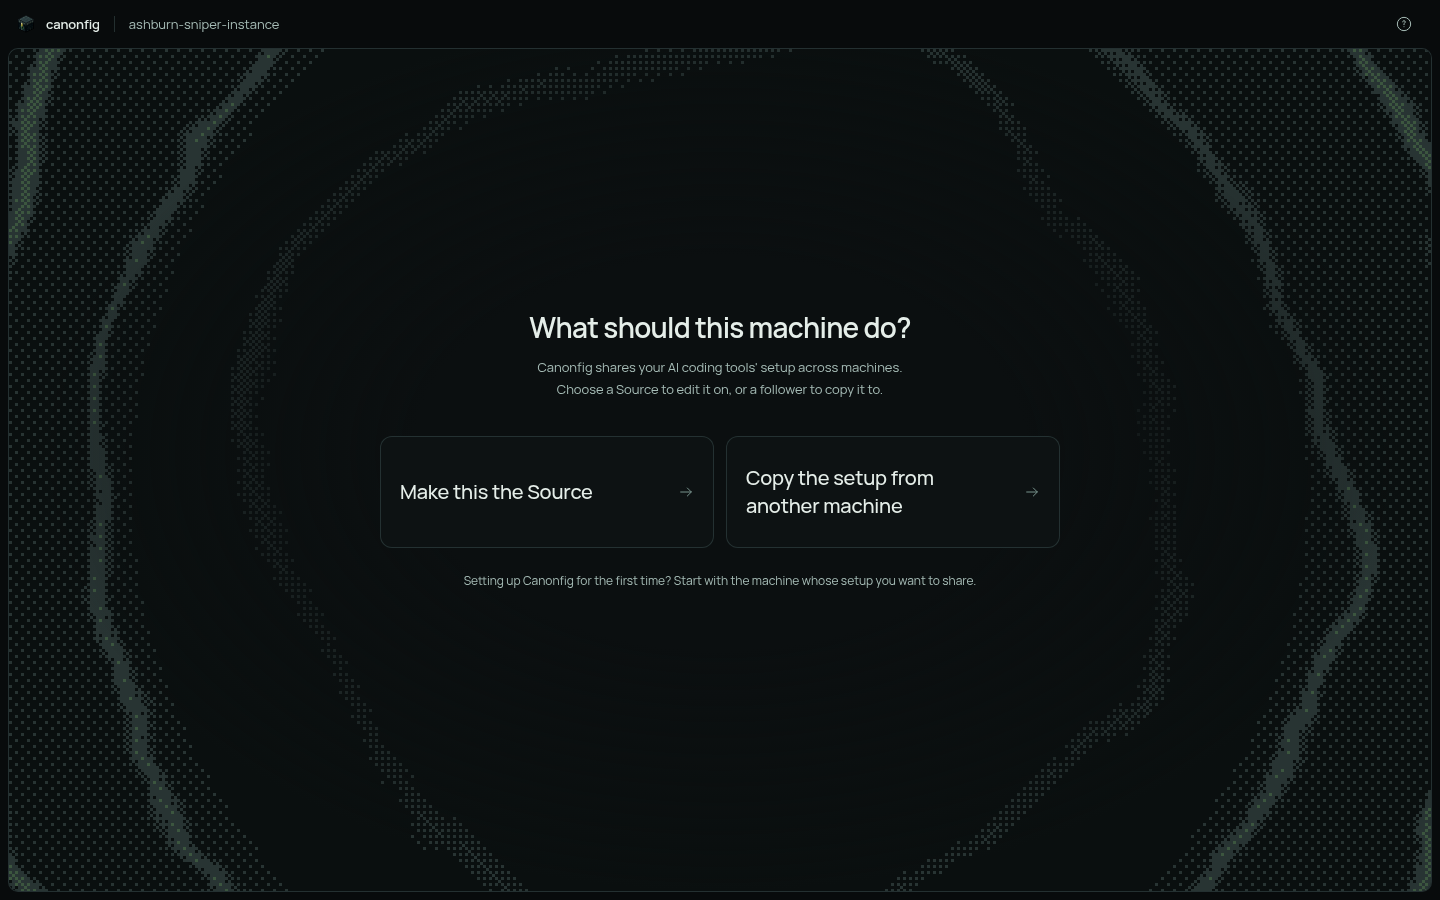 canonfig
ashburn-sniper-instance
What should this machine do?
Canonfig shares your AI coding tools' setup across machines.
Choose a Source to edit it on, or a follower to copy it to.
Make this the Source
Copy the setup from
another machine
Setting up Canonfig for the first time? Start with the machine whose setup you want to share.